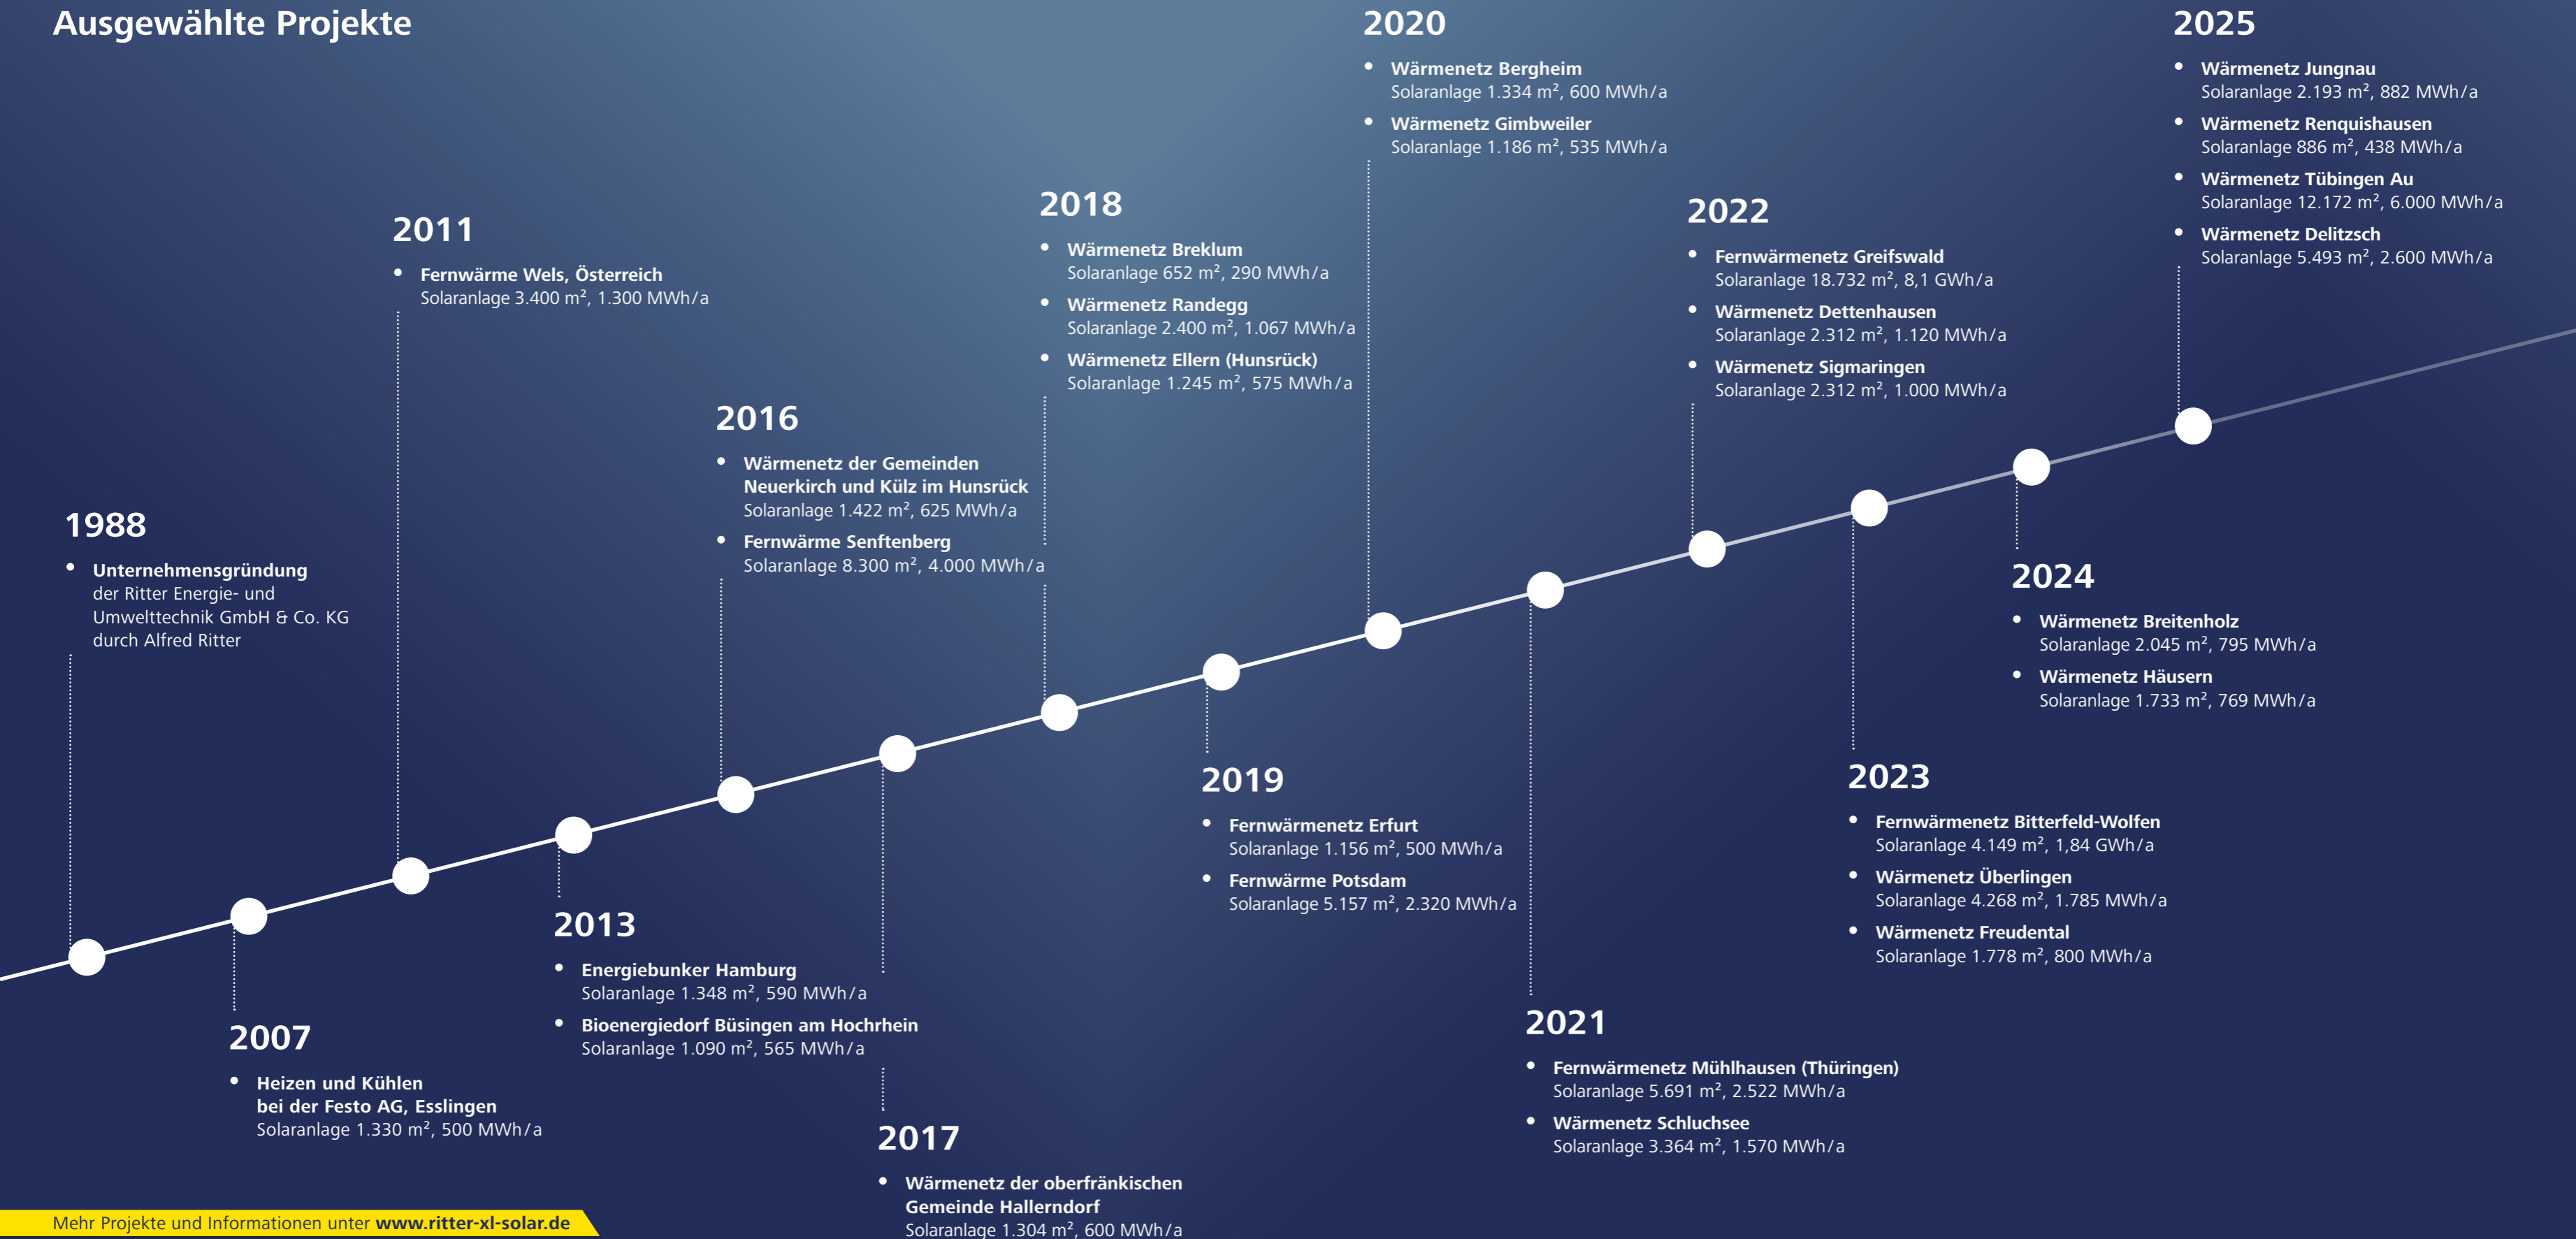 Ausgewählte Projekte
1988
• Unternehmensgründung
der Ritter Energie- und
Umwelttechnik GmbH & Co. KG
durch Alfred Ritter
2007
• Heizen und Kühlen
bei der Festo AG, Esslingen
Solaranlage 1.330 m², 500 MWh/a
2011
• Fernwärme Wels, Österreich
Solaranlage 3.400 m², 1.300 MWh/a
2013
• Energiebunker Hamburg
Solaranlage 1.348 m², 590 MWh/a
• Bioenergiedorf Büsingen am Hochrhein
Solaranlage 1.090 m², 565 MWh/a
2016
• Wärmenetz der Gemeinden
Neuerkirch und Külz im Hunsrück
Solaranlage 1.422 m², 625 MWh/a
• Fernwärme Senftenberg
Solaranlage 8.300 m², 4.000 MWh/a
2017
• Wärmenetz der oberfränkischen
Gemeinde Hallerndorf
Solaranlage 1.304 m², 600 MWh/a
2018
• Wärmenetz Breklum
Solaranlage 652 m², 290 MWh/a
• Wärmenetz Randegg
Solaranlage 2.400 m², 1.067 MWh/a
• Wärmenetz Ellern (Hunsrück)
Solaranlage 1.245 m², 575 MWh/a
2019
• Fernwärmenetz Erfurt
Solaranlage 1.156 m², 500 MWh/a
• Fernwärme Potsdam
Solaranlage 5.157 m², 2.320 MWh/a
2020
• Wärmenetz Bergheim
Solaranlage 1.334 m², 600 MWh/a
• Wärmenetz Gimbweiler
Solaranlage 1.186 m², 535 MWh/a
2021
• Fernwärmenetz Mühlhausen (Thüringen)
Solaranlage 5.691 m², 2.522 MWh/a
• Wärmenetz Schluchsee
Solaranlage 3.364 m², 1.570 MWh/a
2022
• Fernwärmenetz Greifswald
Solaranlage 18.732 m², 8,1 GWh/a
• Wärmenetz Dettenhausen
Solaranlage 2.312 m², 1.120 MWh/a
• Wärmenetz Sigmaringen
Solaranlage 2.312 m², 1.000 MWh/a
2023
• Fernwärmenetz Bitterfeld-Wolfen
Solaranlage 4.149 m², 1,84 GWh/a
• Wärmenetz Überlingen
Solaranlage 4.268 m², 1.785 MWh/a
• Wärmenetz Freudental
Solaranlage 1.778 m², 800 MWh/a
2024
• Wärmenetz Breitenholz
Solaranlage 2.045 m², 795 MWh/a
• Wärmenetz Häusern
Solaranlage 1.733 m², 769 MWh/a
2025
• Wärmenetz Jungnau
Solaranlage 2.193 m², 882 MWh/a
• Wärmenetz Renquishausen
Solaranlage 886 m², 438 MWh/a
• Wärmenetz Tübingen Au
Solaranlage 12.172 m², 6.000 MWh/a
• Wärmenetz Delitzsch
Solaranlage 5.493 m², 2.600 MWh/a
Mehr Projekte und Informationen unter www.ritter-xl-solar.de